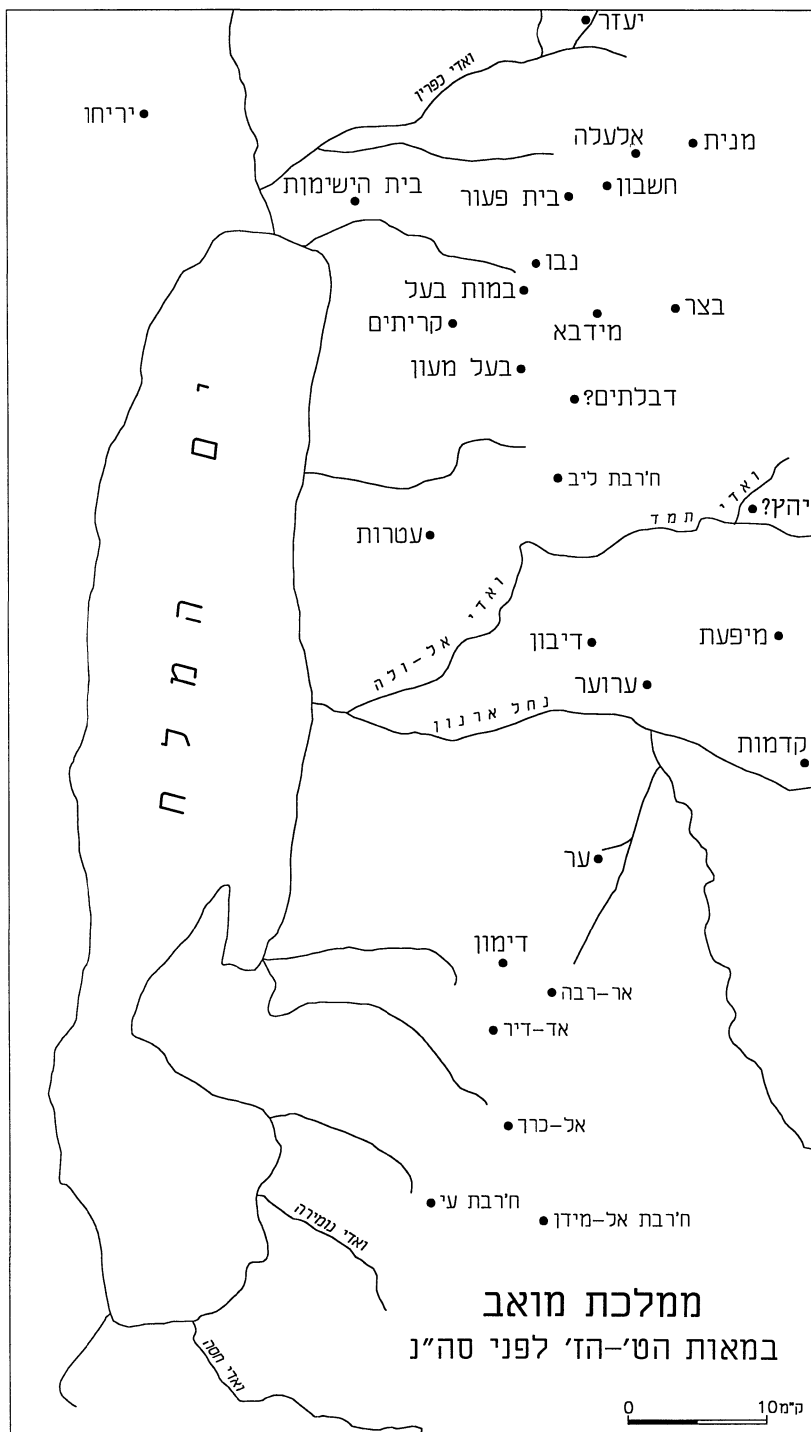 יעזר
ואדי כפרין
יריחו
אלעלה
מנית
חשבון
בית הישימות
בית פעור
נבו
במות בעל
קריתים
מידבא
בצר
בעל מעון
דבלתים?
ח'רבת ליב
ואדי תמד
יהץ?
עטרות
ואדי אל-ולה
דיבון
מיפעת
ערוער
נחל ארנון
קדמות
ים המלח
ער
דימון
אר-רבה
אד-דיר
אל-כרך
ח'רבת עי
ח'רבת אל-מידן
ואדי נומירה
ואדי חסה
ממלכת מואב
במאות הט'-הז' לפני סה"נ
0 10 ק"מ